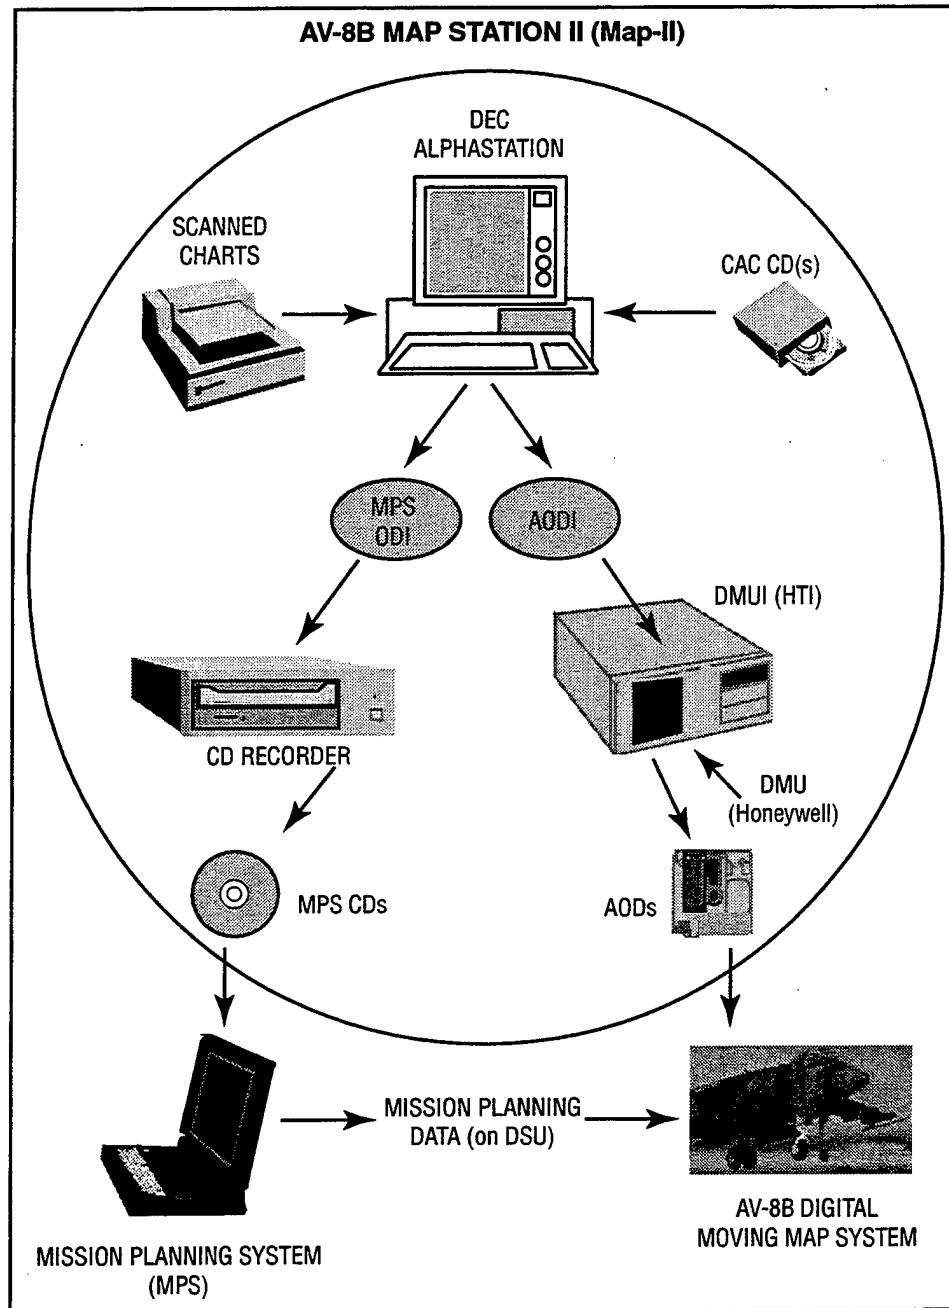 AV-8B MAP STATION II (Map-II)
DEC
ALPHASTATION
SCANNED
CHARTS
CAC CD(s)
MPS
ODI
AODI
DMUI (HTI)
CD RECORDER
DMU
(Honeywell)
MPS CDs
AODs
MISSION PLANNING
DATA (on DSU)
AV-8B DIGITAL
MOVING MAP SYSTEM
MISSION PLANNING SYSTEM
(MPS)